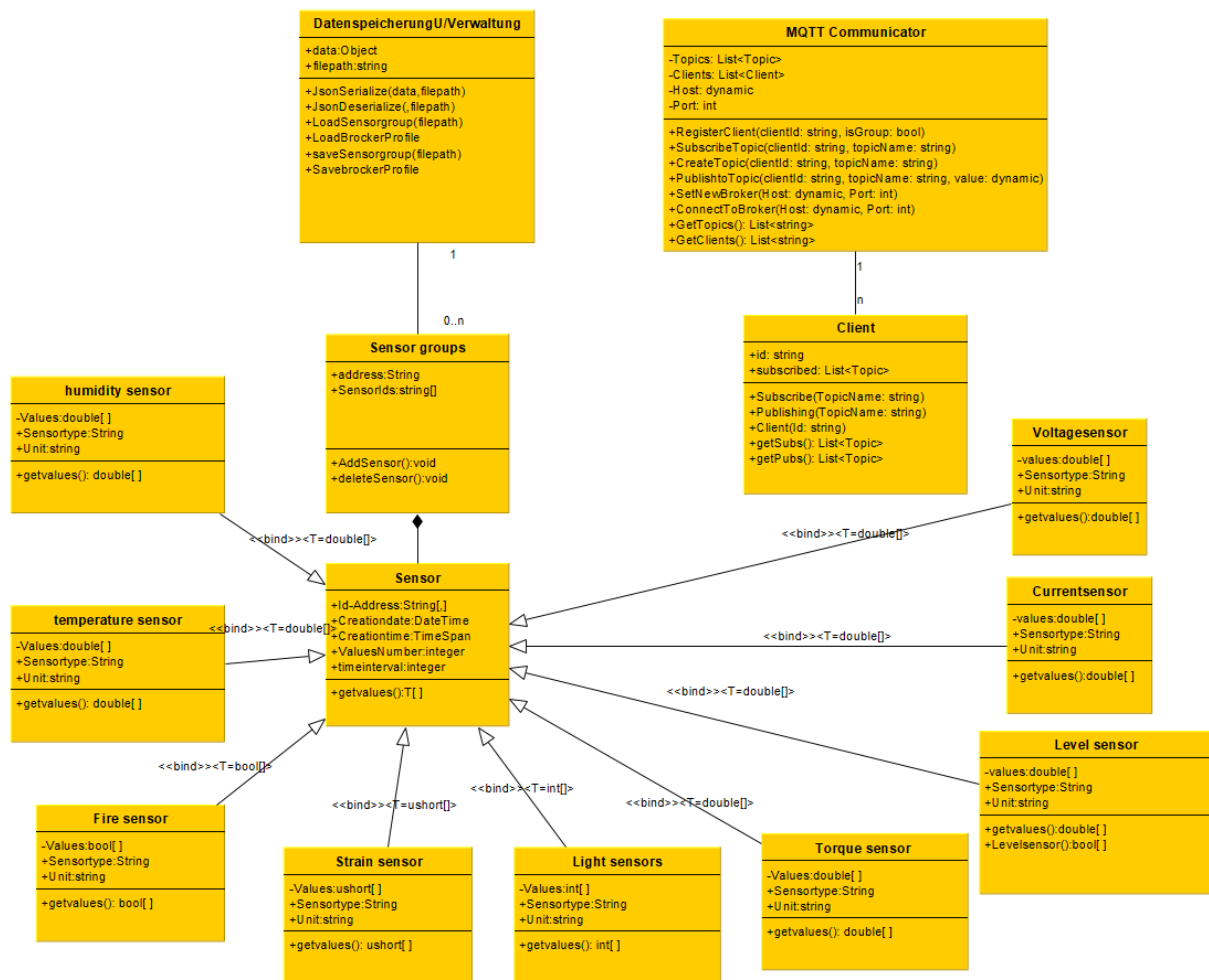 DatenspeicherungU/Verwaltung
+data:Object
+filepath:string
+JsonSerialize(data,filepath)
+JsonDeserialize(,filepath)
+LoadSensorgroup(filepath)
+LoadBrockerProfile
+saveSensorgroup(filepath)
+SavebrockerProfile
MQTT Communicator
-Topics: List<Topic>
-Clients: List<Client>
-Host: dynamic
-Port: int
+RegisterClient(clientId: string, isGroup: bool)
+SubscribeTopic(clientId: string, topicName: string)
+CreateTopic(clientId: string, topicName: string)
+PublishtoTopic(clientId: string, topicName: string, value: dynamic)
+SetNewBroker(Host: dynamic, Port: int)
+ConnectToBroker(Host: dynamic, Port: int)
+GetTopics(): List<string>
+GetClients(): List<string>
1
0..n
1
n
Sensor groups
+address:String
+SensorIds:string[]
+AddSensor():void
+deleteSensor():void
Client
+id: string
+subscribed: List<Topic>
+Subscribe(TopicName: string)
+Publishing(TopicName: string)
+Client(Id: string)
+getSubs(): List<Topic>
+getPubs(): List<Topic>
humidity sensor
-Values:double[ ]
+Sensortype:String
+Unit:string
+getvalues(): double[ ]
Voltagesensor
-values:double[ ]
+Sensortype:String
+Unit:string
+getvalues():double[ ]
<<bind>><T=double[]>
<<bind>><T=double[]>
Sensor
+Id-Address:String[,]
+Creationdate:DateTime
+Creationtime:TimeSpan
+ValuesNumber:integer
+timeinterval:integer
+getvalues():T[ ]
temperature sensor
-Values:double[ ]
+Sensortype:String
+Unit:string
+getvalues(): double[ ]
<<bind>><T=double[]>
Currentsensor
-values:double[ ]
+Sensortype:String
+Unit:string
+getvalues():double[ ]
<<bind>><T=double[]>
<<bind>><T=double[]>
Level sensor
-values:double[ ]
+Sensortype:String
+Unit:string
+getvalues():double[ ]
+Levelsensor():bool[ ]
<<bind>><T=bool[]>
<<bind>><T=ushort[]>
<<bind>><T=int[]>
<<bind>><T=double[]>
Fire sensor
-Values:bool[ ]
+Sensortype:String
+Unit:string
+getvalues(): bool[ ]
Strain sensor
-Values:ushort[ ]
+Sensortype:String
+Unit:string
+getvalues(): ushort[ ]
Light sensors
-Values:int[ ]
+Sensortype:String
+Unit:string
+getvalues(): int[ ]
Torque sensor
-Values:double[ ]
+Sensortype:String
+Unit:string
+getvalues(): double[ ]